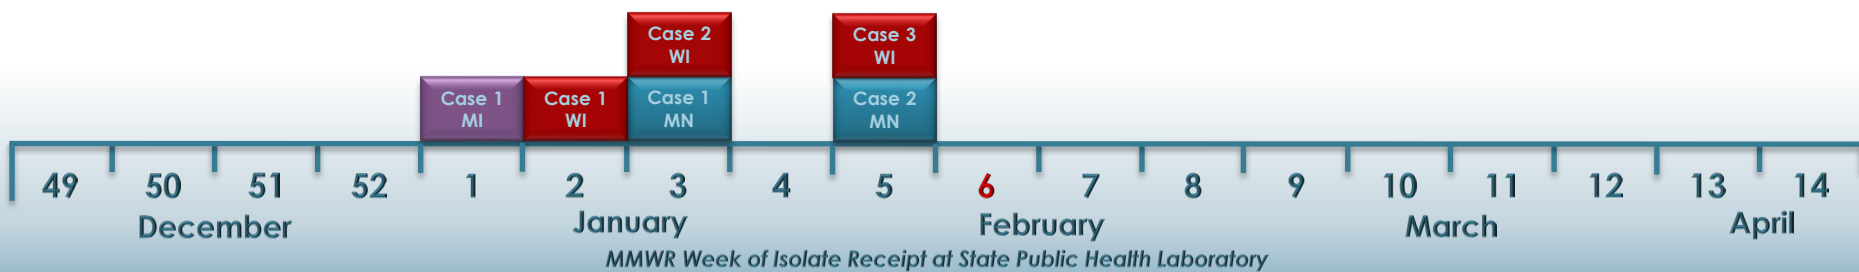 Case 2
WI
Case 3
WI
Case 1
MI
Case 1
WI
Case 1
MN
Case 2
MN
49 50 51 52 1 2 3 4 5 6 7 8 9 10 11 12 13 14
December January February March April
MMWR Week of Isolate Receipt at State Public Health Laboratory